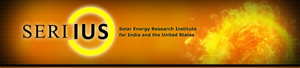 SERIIUS
Solar Energy Research Institute
for India and the United States